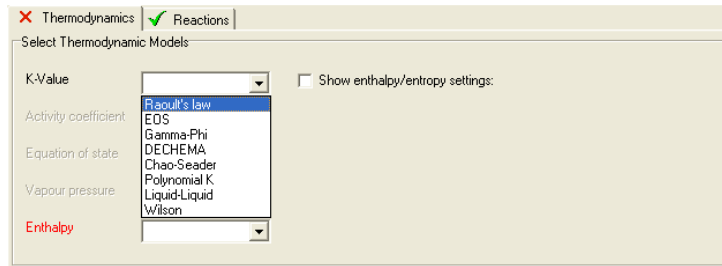 Thermodynamics
Reactions
Select Thermodynamic Models
K-Value
Show enthalpy/entropy settings:
Raoult's law
Activity coefficient
EOS
Gamma-Phi
Equation of state
DECHEMA
Chao-Seader
Polynomial K
Vapour pressure
Liquid-Liquid
Wilson
Enthalpy